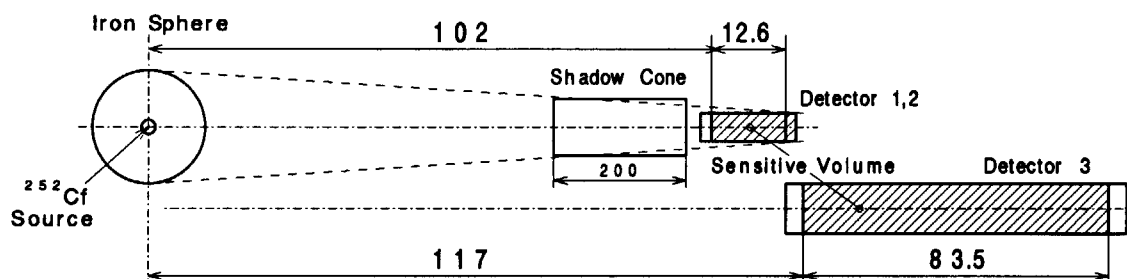 Iron Sphere
102
12.6
Shadow Cone
Detector 1,2
200
Sensitive Volume
Detector 3
²⁵²Cf
Source
117
83.5